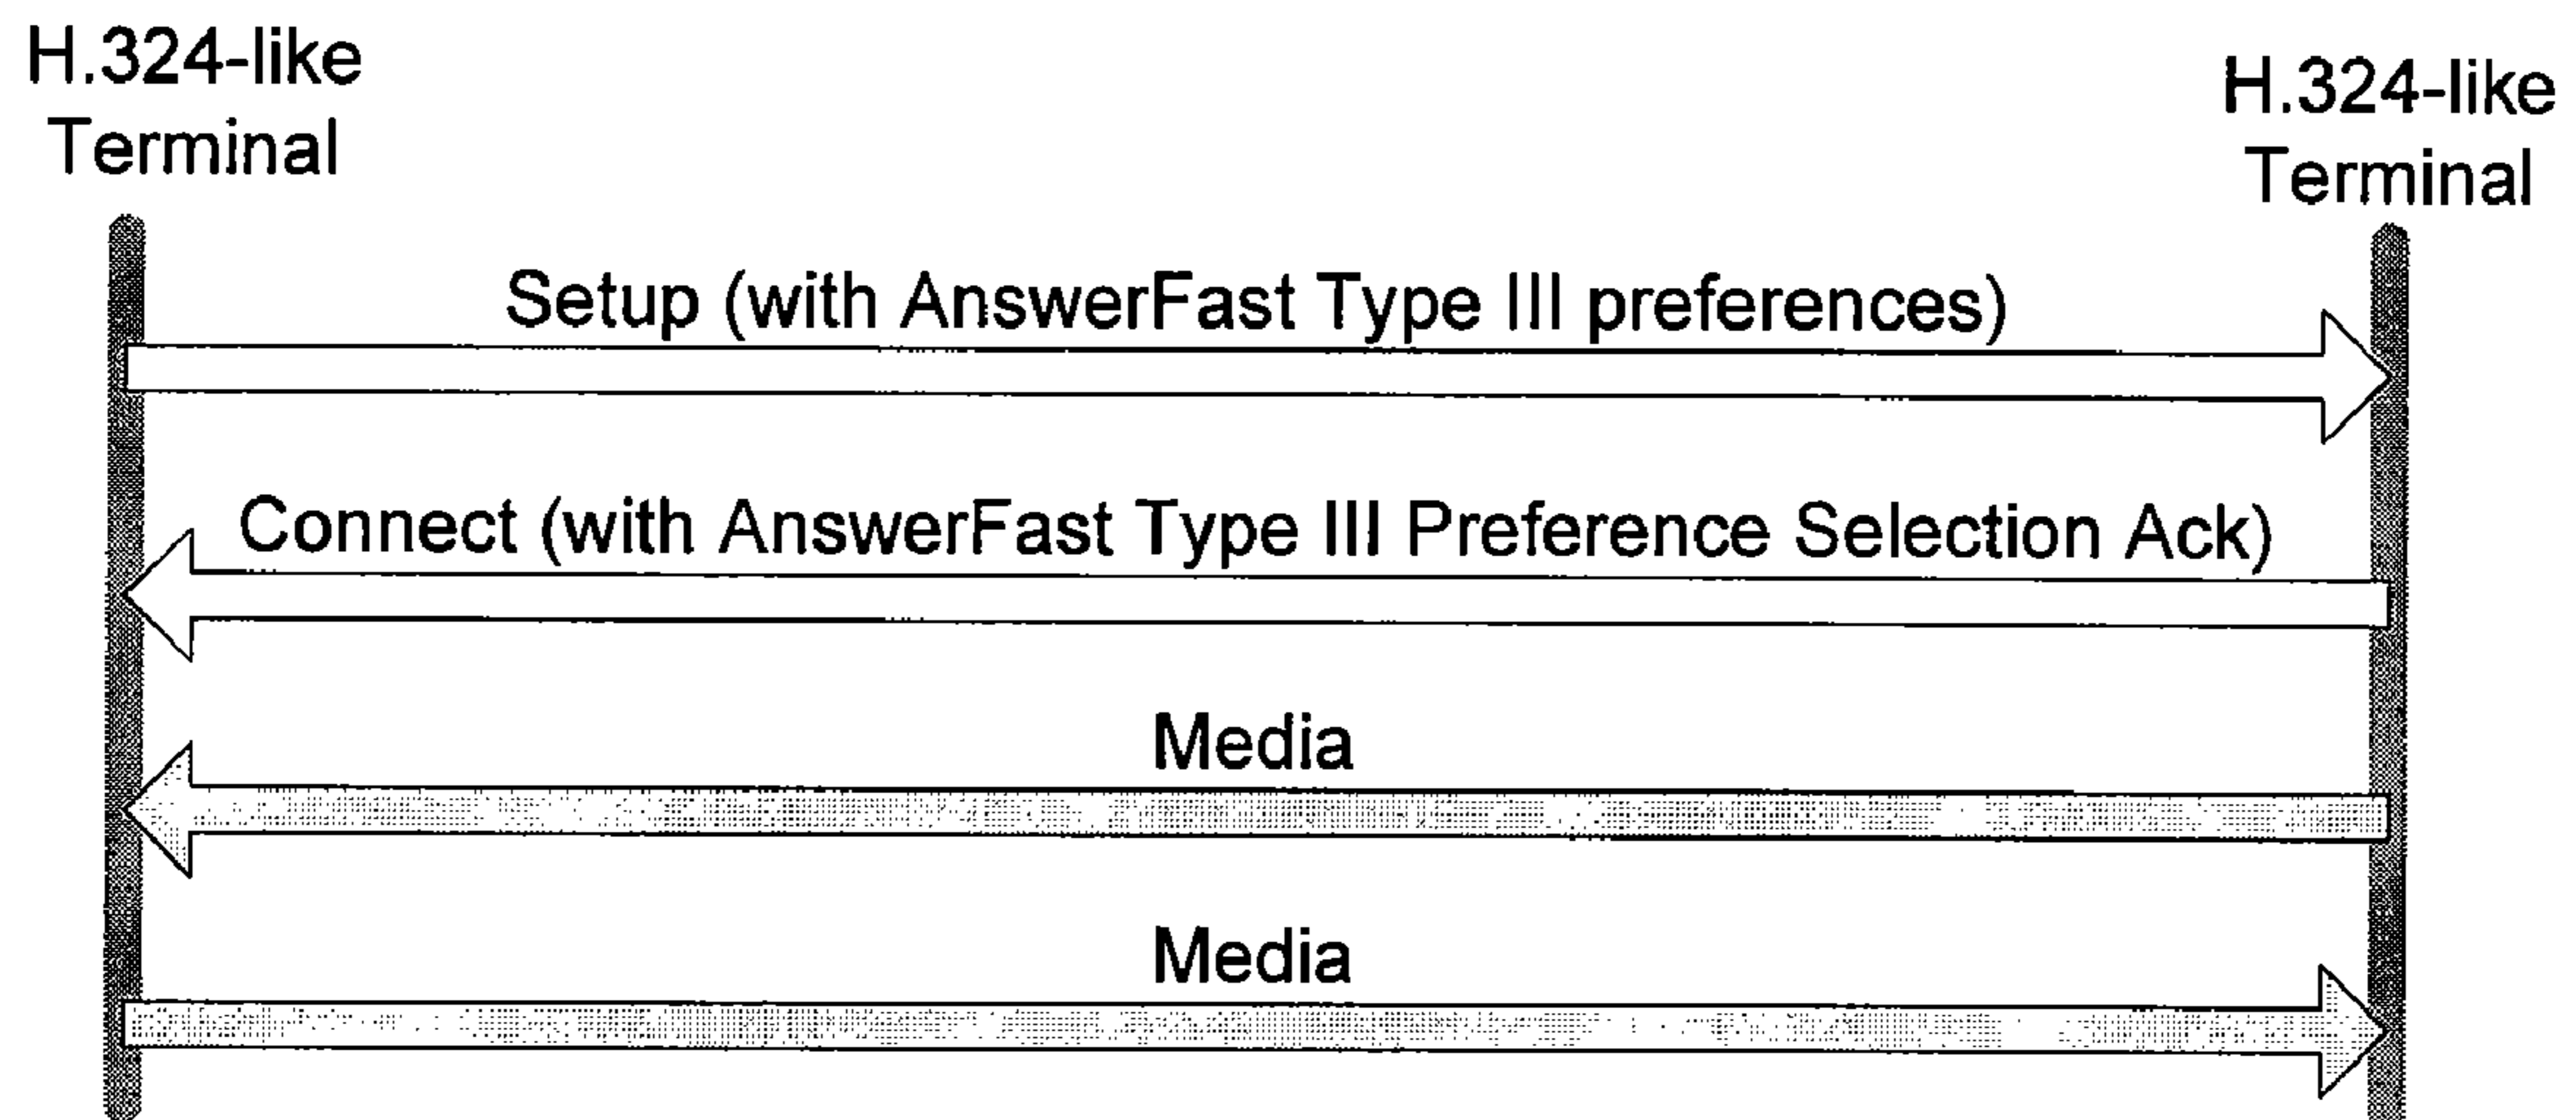 H.324-like
Terminal
H.324-like
Terminal
Setup (with AnswerFast Type III preferences)
Connect (with AnswerFast Type III Preference Selection Ack)
Media
Media